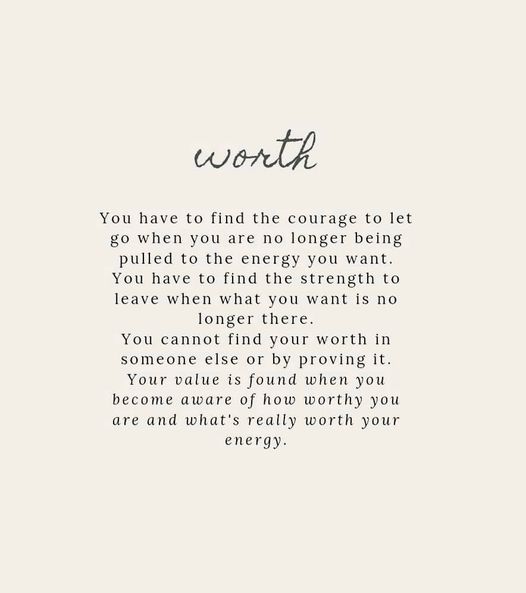 worth
You have to find the courage to let
go when you are no longer being
pulled to the energy you want.
You have to find the strength to
leave when what you want is no
longer there.
You cannot find your worth in
someone else or by proving it.
Your value is found when you
become aware of how worthy you
are and what's really worth your
energy.